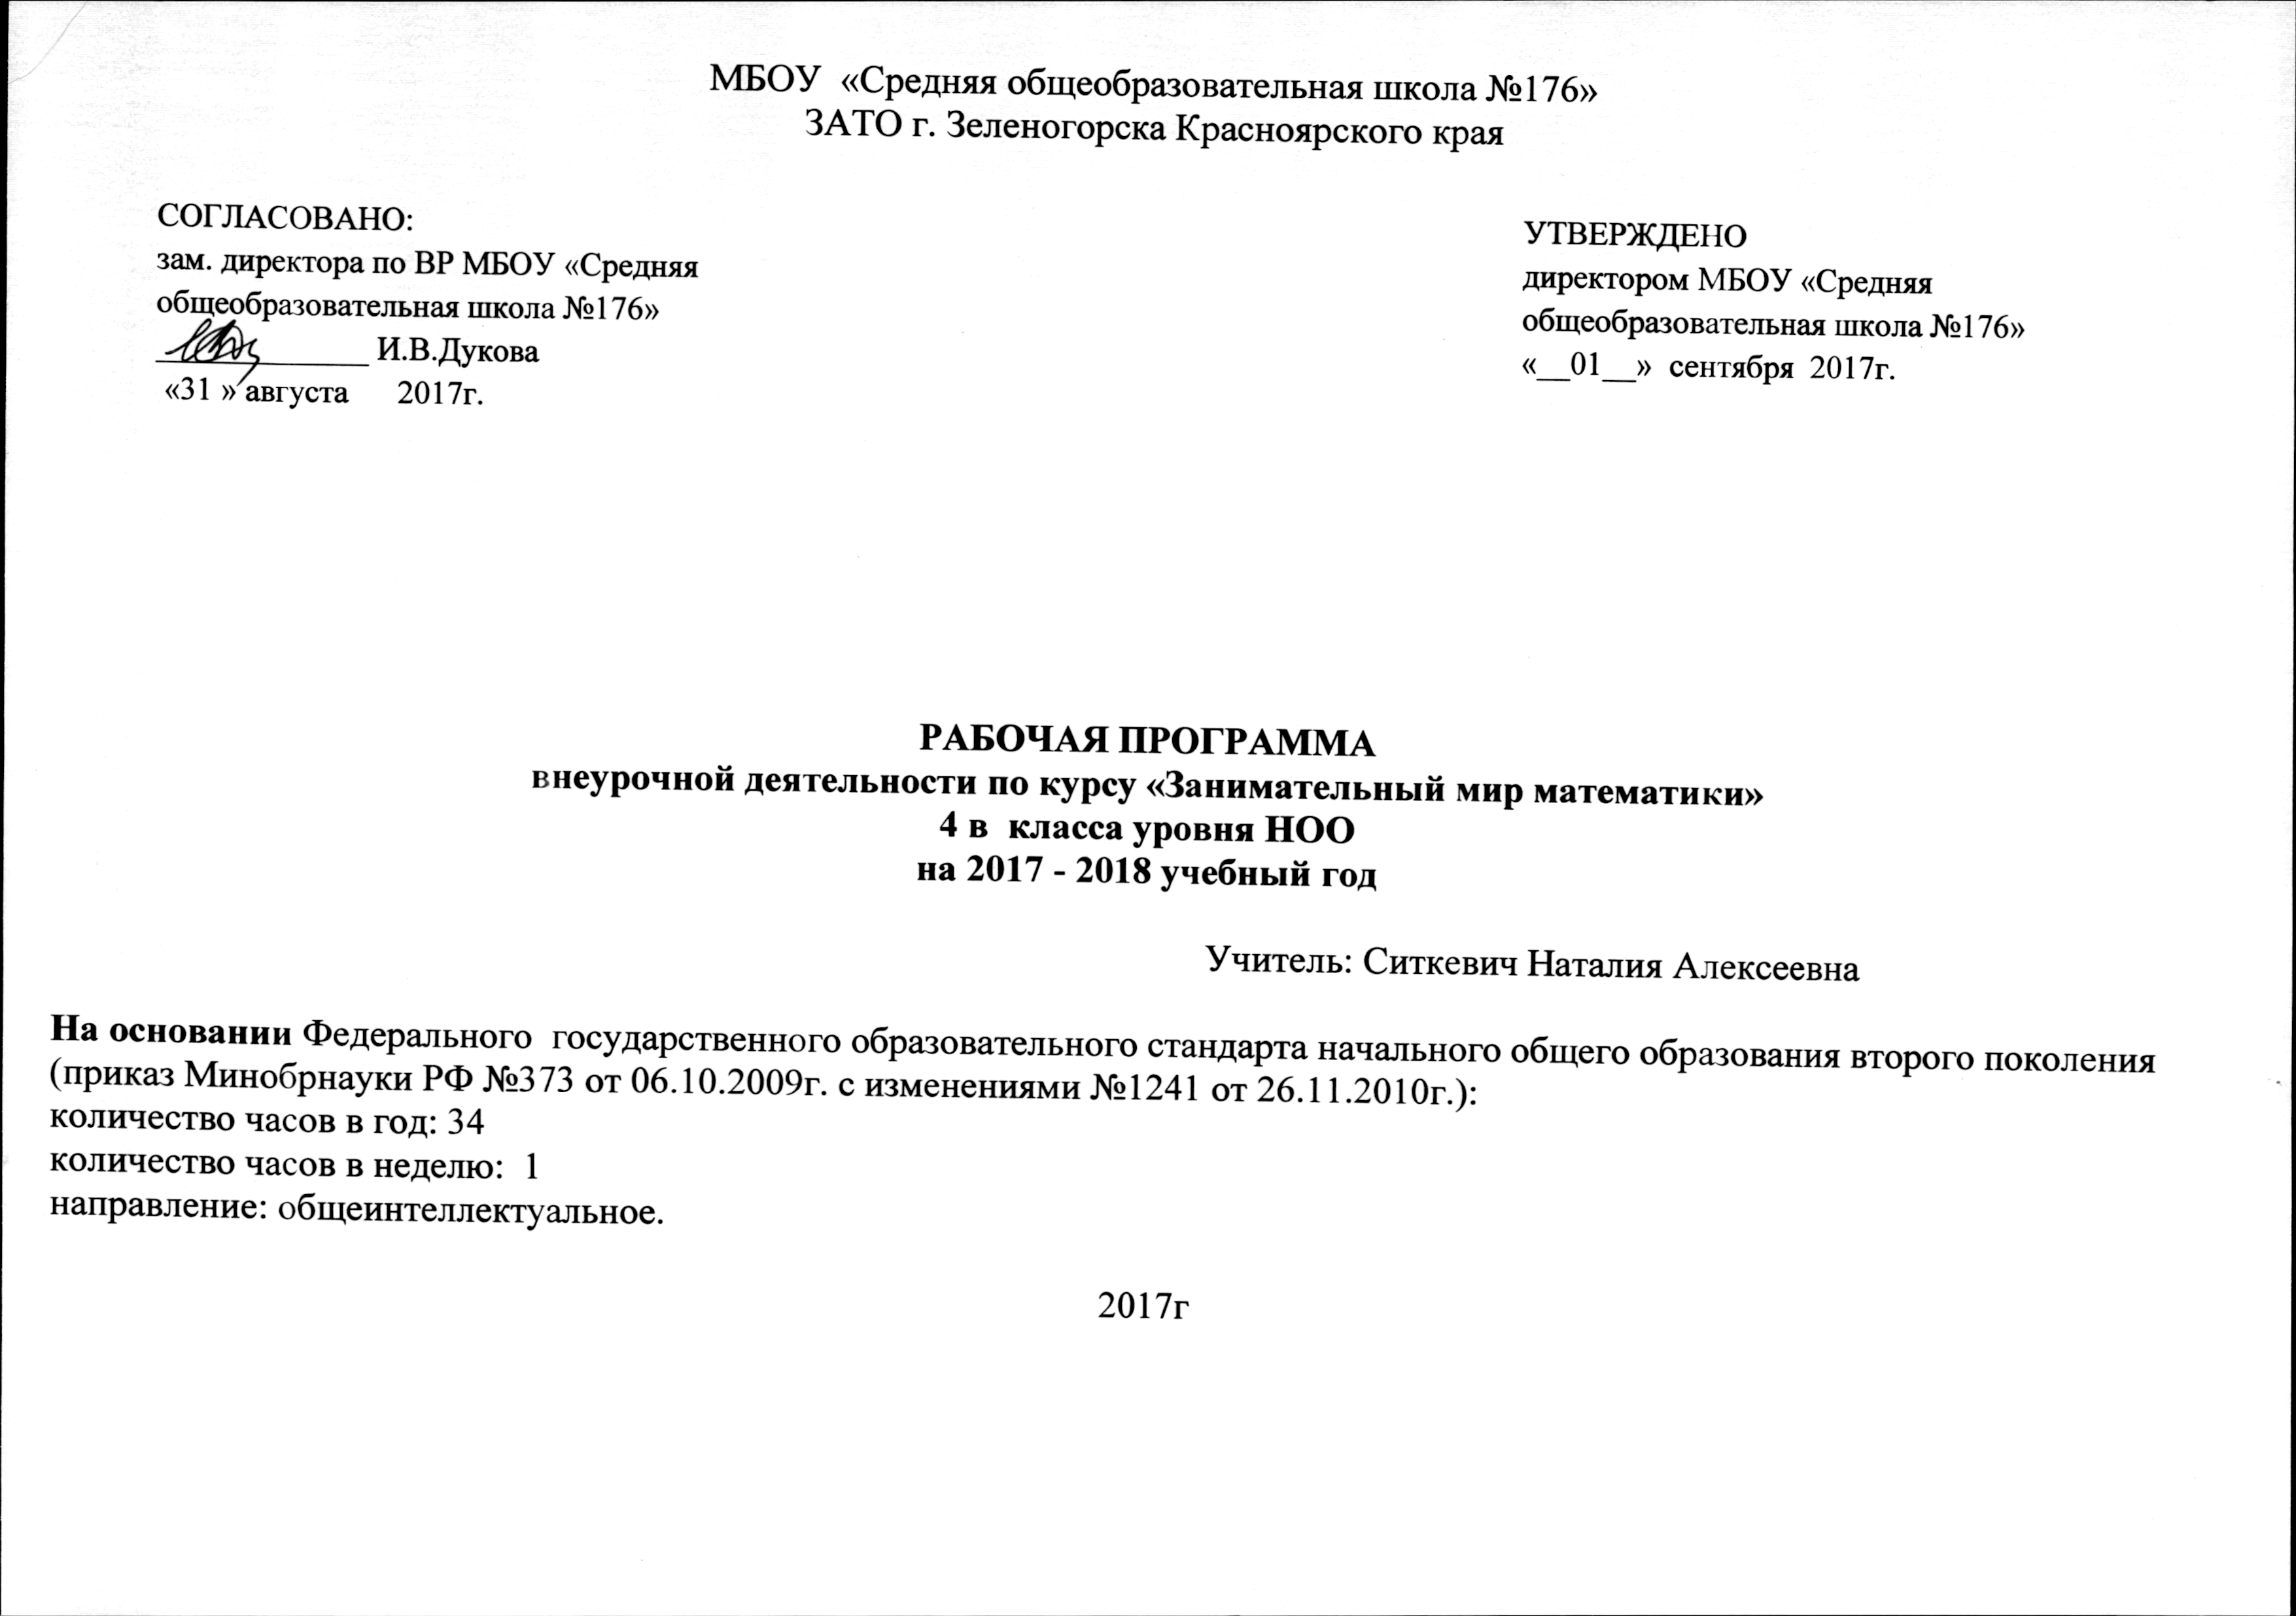 МБОУ «Средняя общеобразовательная школа №176»
ЗАТО г. Зеленогорска Красноярского края
СОГЛАСОВАНО:
зам. директора по ВР МБОУ «Средняя
общеобразовательная школа №176»
_____________ И.В.Дукова
«31 » августа 2017г.
УТВЕРЖДЕНО
директором МБОУ «Средняя
общеобразовательная школа №176»
«__01__» сентября 2017г.
РАБОЧАЯ ПРОГРАММА
внеурочной деятельности по курсу «Занимательный мир математики»
4 в класса уровня НОО
на 2017 - 2018 учебный год
Учитель: Ситкевич Наталия Алексеевна
На основании Федерального государственного образовательного стандарта начального общего образования второго поколения
(приказ Минобрнауки РФ №373 от 06.10.2009г. с изменениями №1241 от 26.11.2010г.):
количество часов в год: 34
количество часов в неделю: 1
направление: общеинтеллектуальное.
2017г